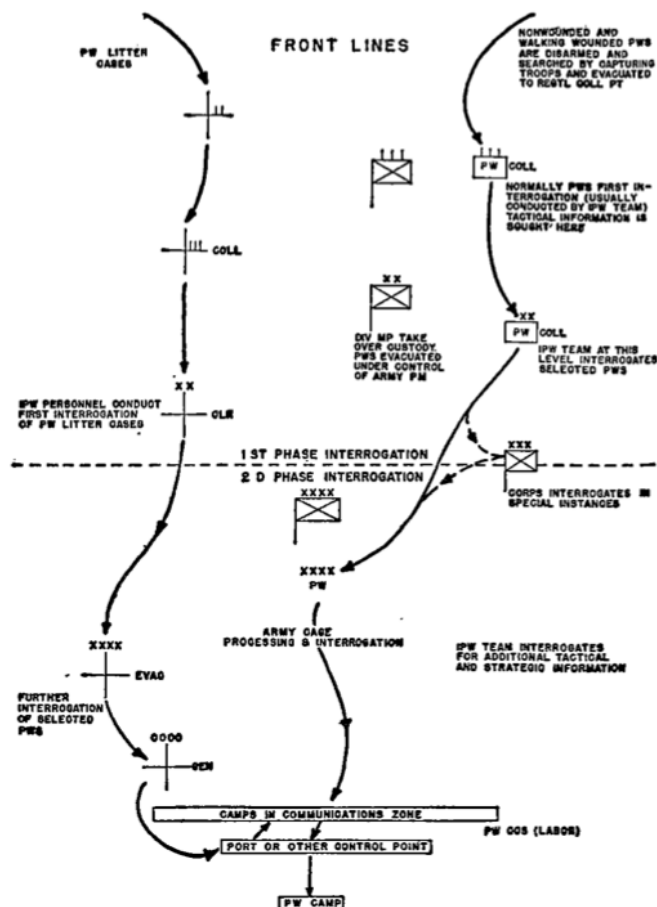 FRONT LINES
PW LITTER
CASES
NONWOUNDED AND
WALKING WOUNDED PWS
ARE DISARMED AND
SEARCHED BY CAPTURING
TROOPS AND EVACUATED
TO REGTL COLL PT
PW COLL
NORMALLY PWS FIRST IN-
TERROGATION (USUALLY
CONDUCTED BY IPW TEAM)
TACTICAL INFORMATION IS
SOUGHT HERE
COLL
XX
DIV MP TAKE
OVER CUSTODY.
PWS EVACUATED
UNDER CONTROL
OF ARMY PM
XX
PW COLL
IPW TEAM AT THIS
LEVEL INTERROGATES
SELECTED PWS
XX
CLR
IPW PERSONNEL CONDUCT
FIRST INTERROGATION
OF PW LITTER CASES
1ST PHASE INTERROGATION
2D PHASE INTERROGATION
XXX
CORPS INTERROGATES IN
SPECIAL INSTANCES
XXXX
XXXX
PW
ARMY CAGE
PROCESSING & INTERROGATION
IPW TEAM INTERROGATES
FOR ADDITIONAL TACTICAL
AND STRATEGIC INFORMATION
XXXX
EVAC
FURTHER
INTERROGATION
OF SELECTED
PWS
OOOO
GEN
CAMPS IN COMMUNICATIONS ZONE
PW COS (LABOR)
PORT OR OTHER CONTROL POINT
PW CAMP